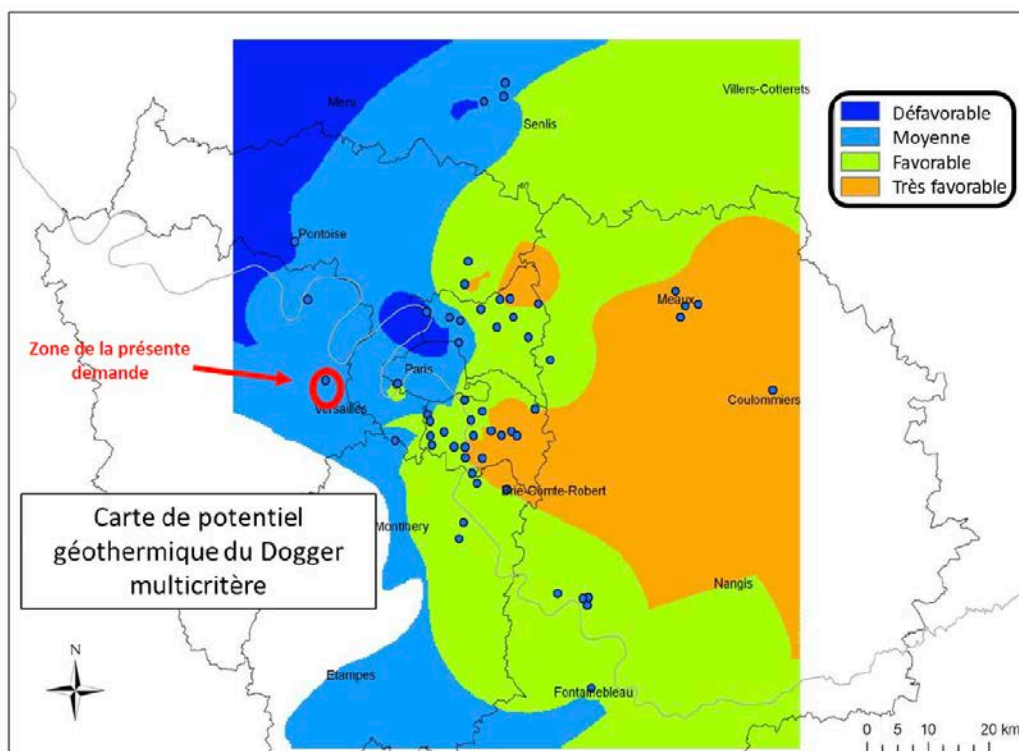 Meru
Villers-Cotterets
Senlis
Défavorable
Moyenne
Favorable
Très favorable
Pontoise
Meaux
Zone de la présente
demande
Paris
Coulommiers
Versailles
Brie-Comte-Robert
Montlhery
Carte de potentiel
géothermique du Dogger
multicritère
Nangis
N
Etampes
Fontainebleau
0 5 10 20 km